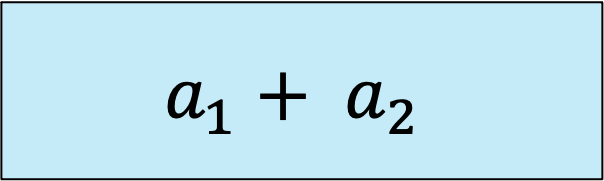 a₁ + a₂